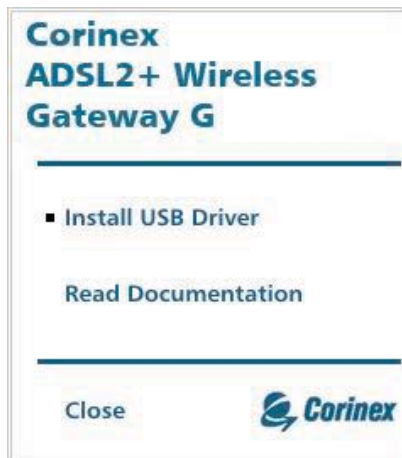 Corinex
ADSL2+ Wireless
Gateway G
Install USB Driver
Read Documentation
Close
Corinex